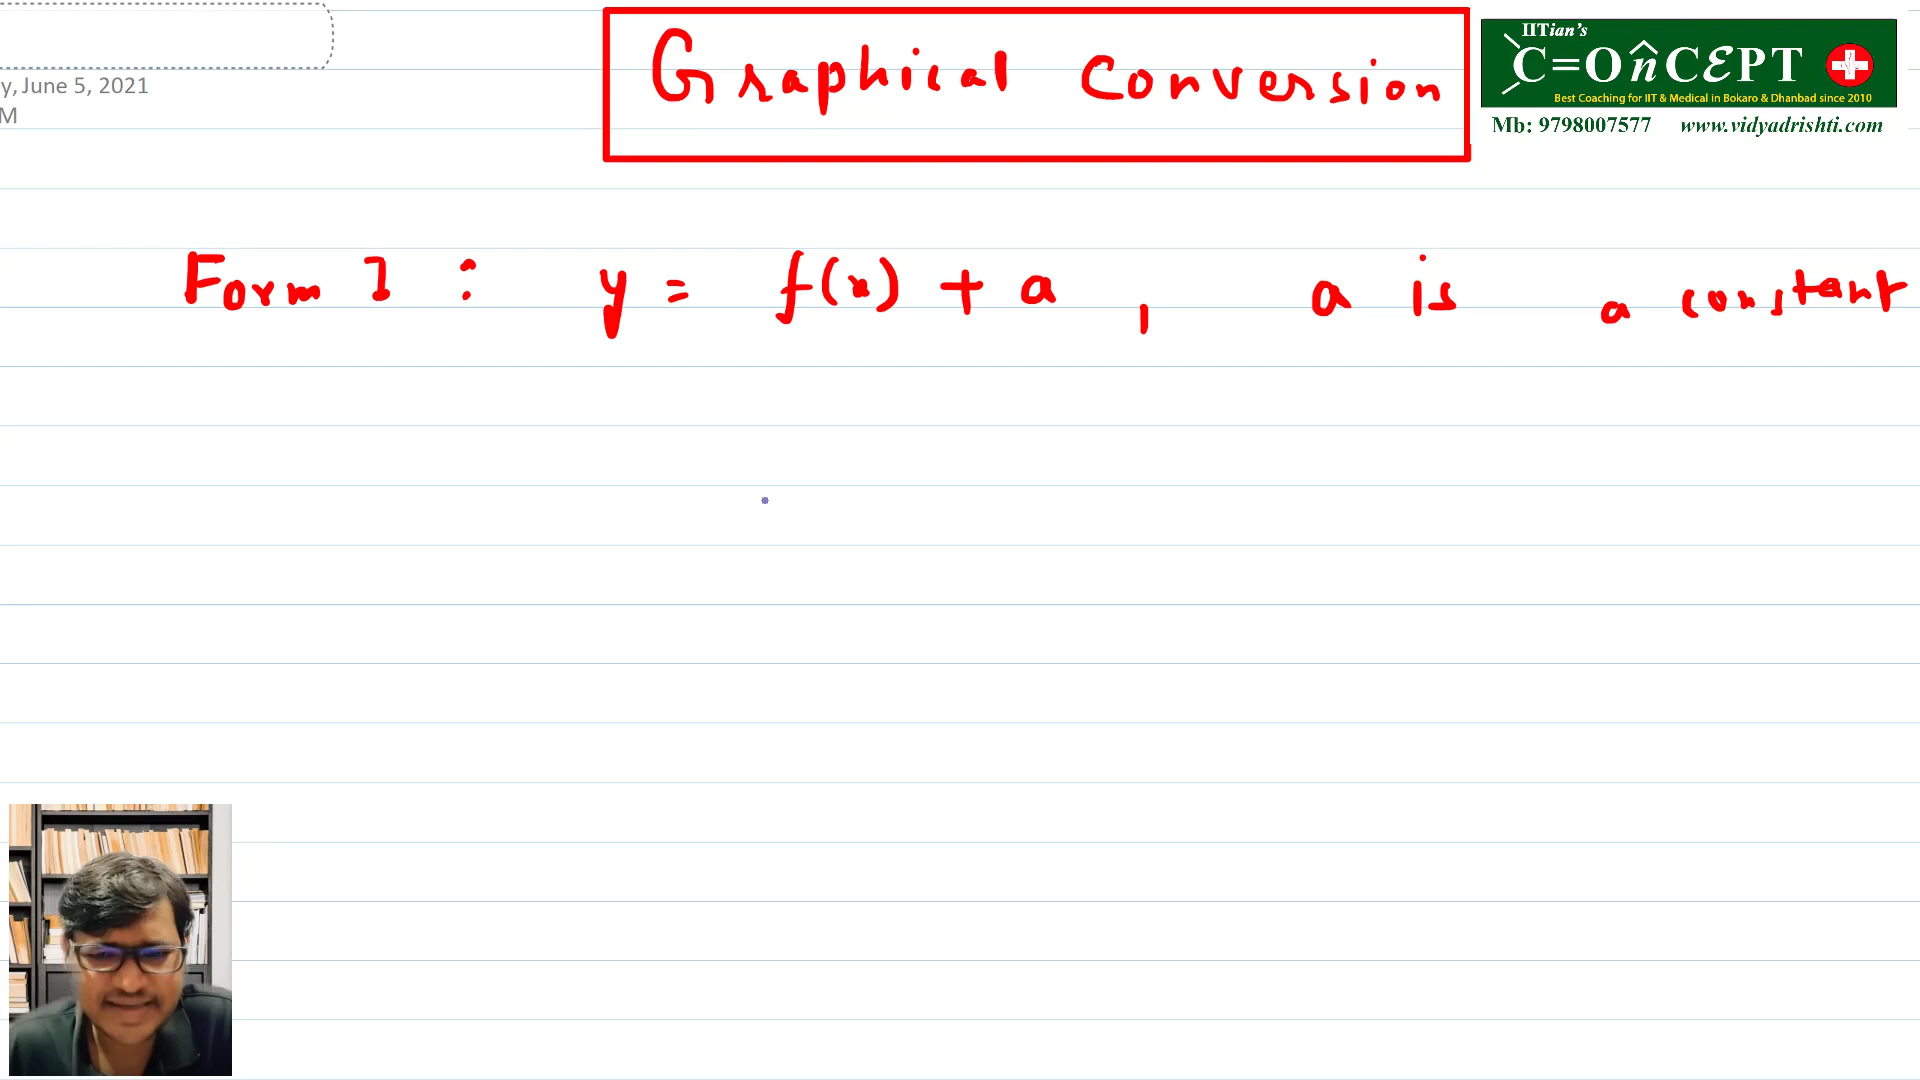 y, June 5, 2021
M
Graphical Conversion
IITian's
C=OnCEPT
Best Coaching for IIT & Medical in Bokaro & Dhanbad since 2010
Mb: 9798007577 www.vidyadrishti.com
Form I : y = f(x) + a , a is a constant